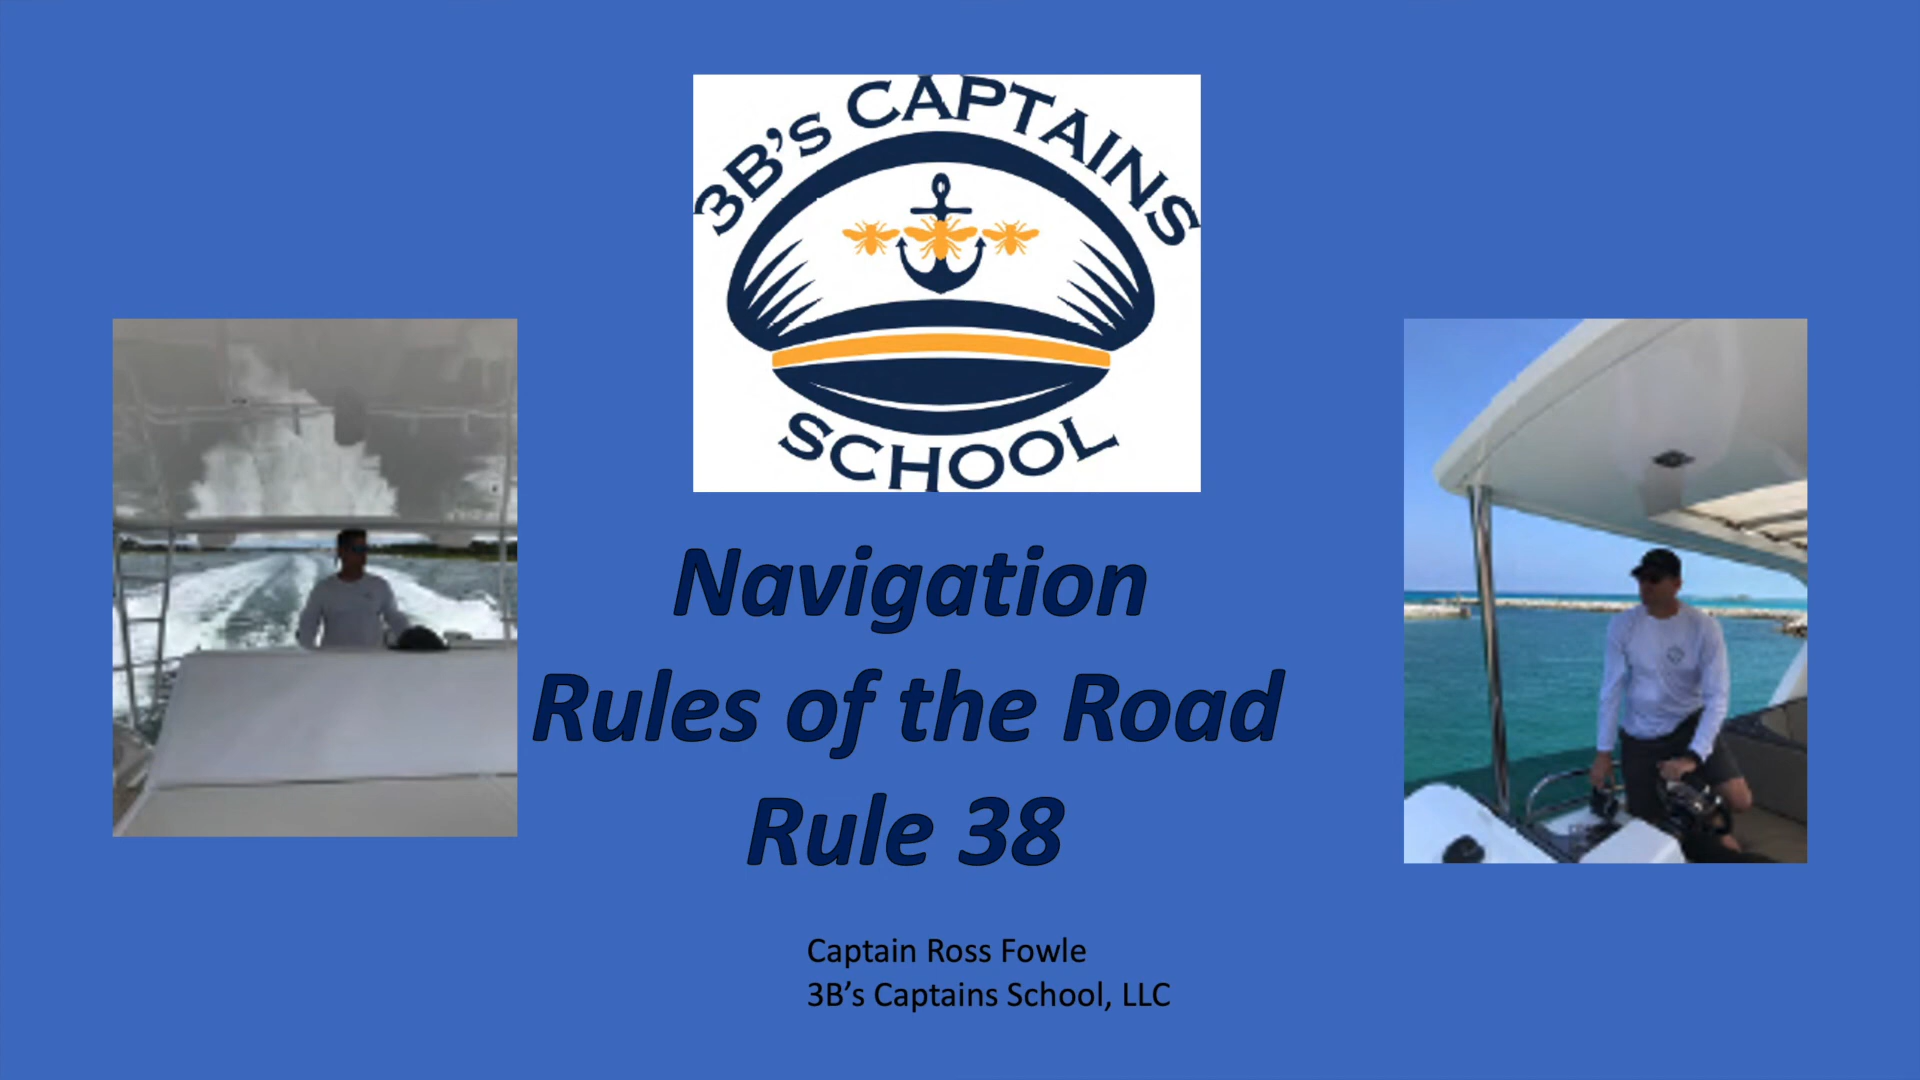 3B's CAPTAINS
SCHOOL
Navigation
Rules of the Road
Rule 38
Captain Ross Fowle
3B’s Captains School, LLC